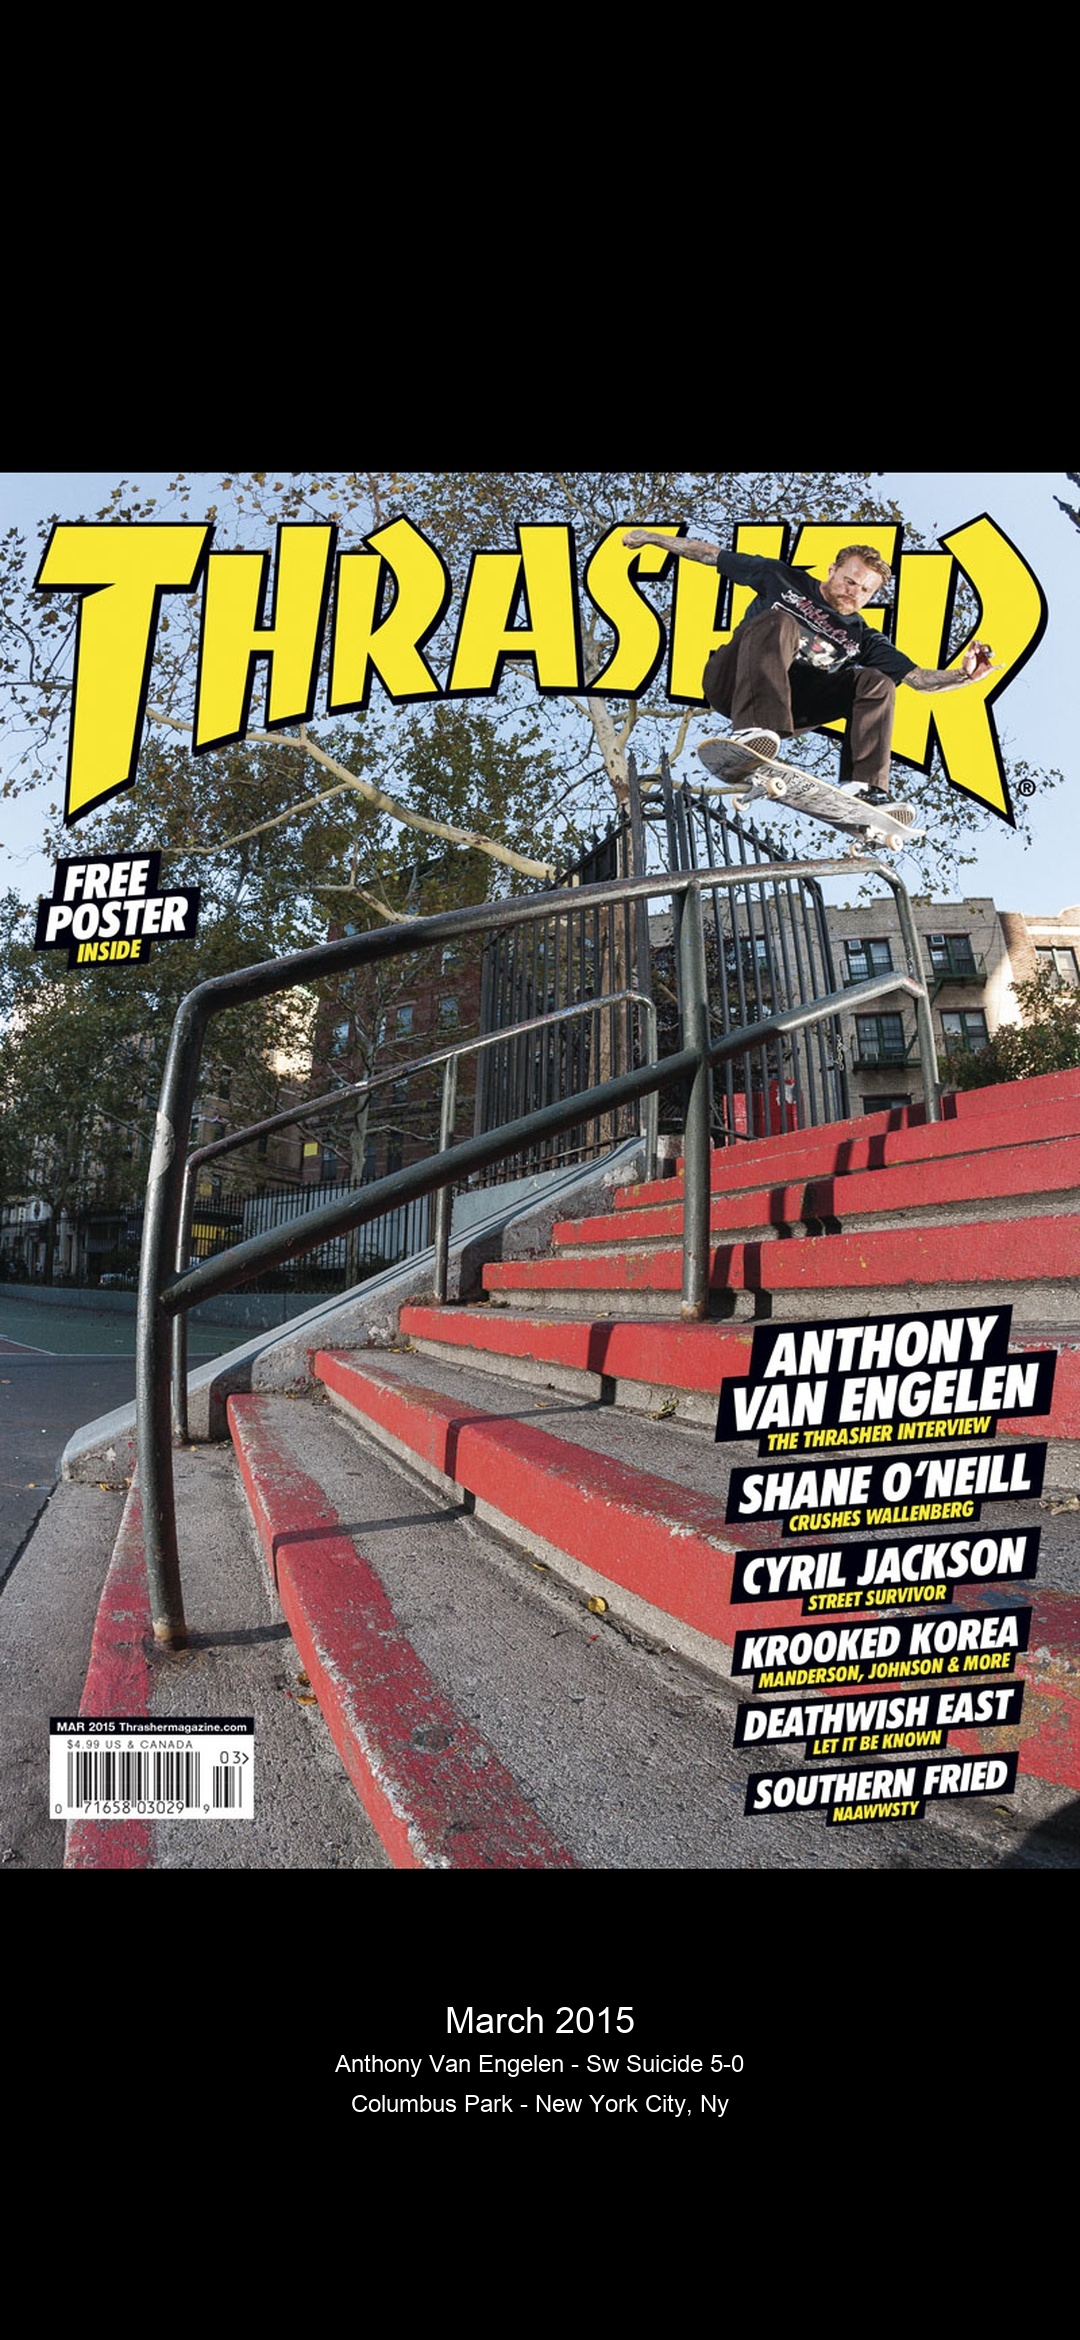 THRASHER®
FREE
POSTER
INSIDE
ANTHONY
VAN ENGELEN
THE THRASHER INTERVIEW
SHANE O'NEILL
CRUSHES WALLENBERG
CYRIL JACKSON
STREET SURVIVOR
KROOKED KOREA
MANDERSON, JOHNSON & MORE
DEATHWISH EAST
LET IT BE KNOWN
SOUTHERN FRIED
NAAWWSTY
MAR 2015 Thrashermagazine.com
$4.99 US & CANADA
03>
0 71658 03029 9
March 2015
Anthony Van Engelen - Sw Suicide 5-0
Columbus Park - New York City, Ny